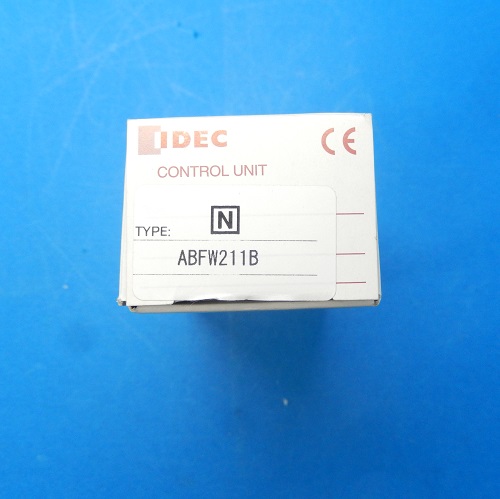 IDEC CE
CONTROL UNIT
N
TYPE:
ABFW211B